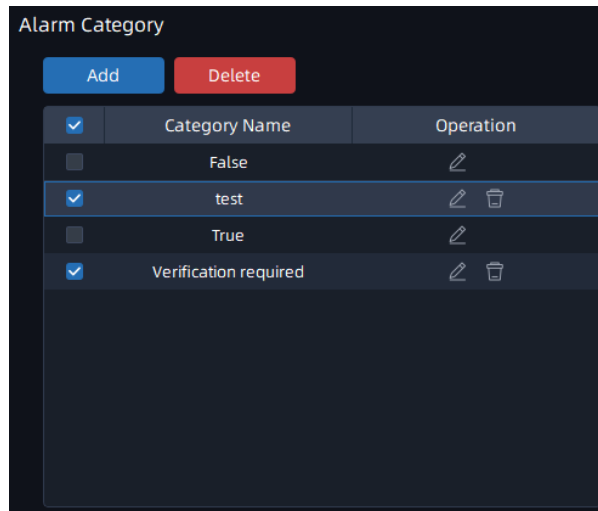 Alarm Category
Add Delete
Category Name Operation
False
test
True
Verification required